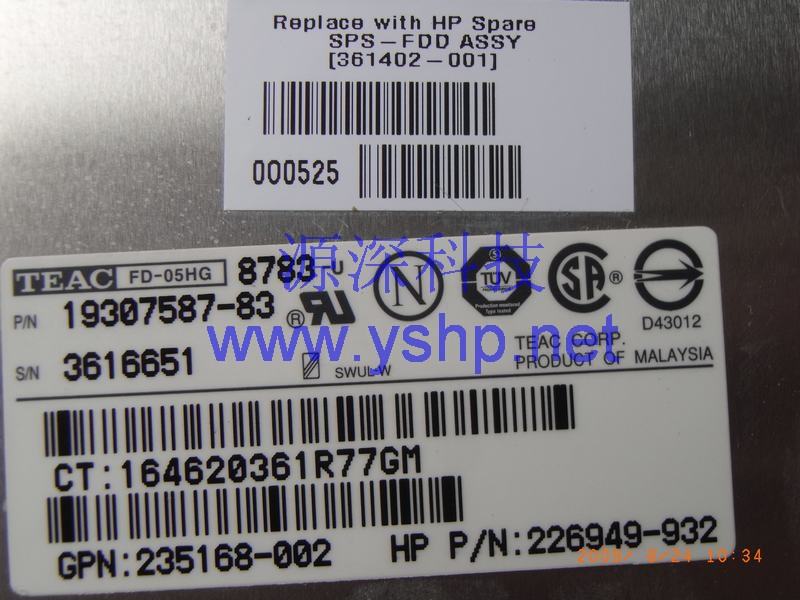 Replace with HP Spare
SPS-FDD ASSY
[361402-001]
000525
源深科技
TEAC FD-05HG 8783-U
P/N 19307587-83
www.yshp.net
S/N 3616651
SWUL-W
N
TÜV
SA
D43012
TEAC CORP.
PRODUCT OF MALAYSIA
CT:164620361R77GM
GPN:235168-002 HP P/N:226949-932